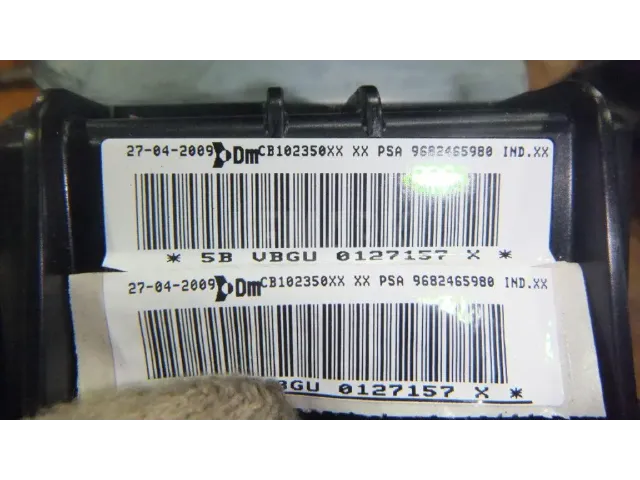 27-04-2009 Dm CB102350XX XX PSA 9682465980 IND.XX
* 5B VBGU 0127157 X *
27-04-2009 Dm CB102350XX XX PSA 9682465980 IND.XX
VBGU 0127157 X *